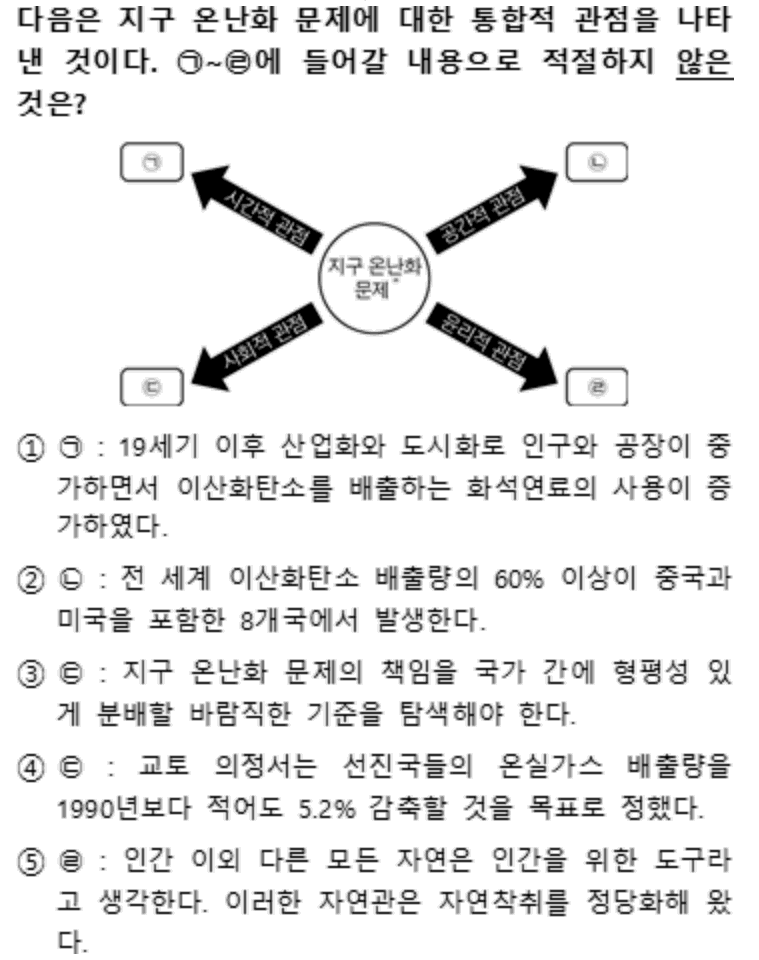 다음은 지구 온난화 문제에 대한 통합적 관점을 나타
낸 것이다. ㉠~㉣에 들어갈 내용으로 적절하지 않은
것은?
㉠ ㉡
시간적 관점 공간적 관점
지구 온난화
문제
사회적 관점 윤리적 관점
㉢ ㉣
① ㉠ : 19세기 이후 산업화와 도시화로 인구와 공장이 증
가하면서 이산화탄소를 배출하는 화석연료의 사용이 증
가하였다.
② ㉡ : 전 세계 이산화탄소 배출량의 60% 이상이 중국과
미국을 포함한 8개국에서 발생한다.
③ ㉢ : 지구 온난화 문제의 책임을 국가 간에 형평성 있
게 분배할 바람직한 기준을 탐색해야 한다.
④ ㉢ : 교토 의정서는 선진국들의 온실가스 배출량을
1990년보다 적어도 5.2% 감축할 것을 목표로 정했다.
⑤ ㉣ : 인간 이외 다른 모든 자연은 인간을 위한 도구라
고 생각한다. 이러한 자연관은 자연착취를 정당화해 왔
다.